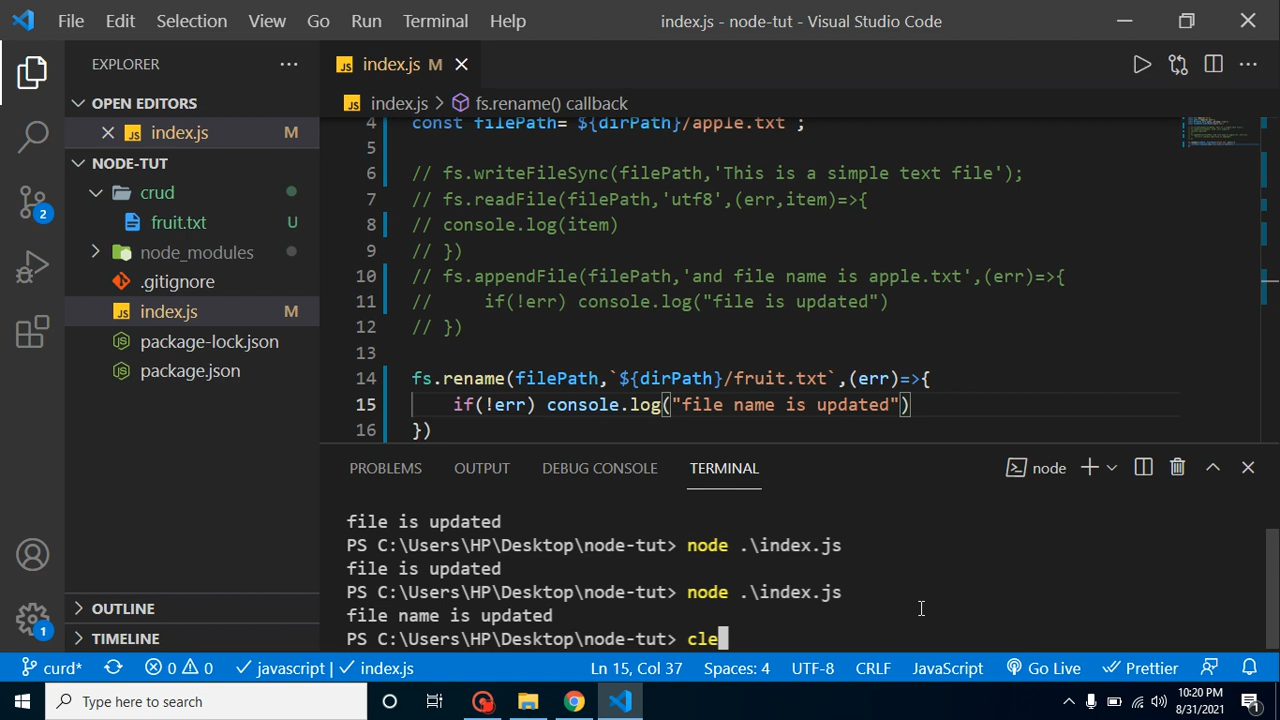 File Edit Selection View Go Run Terminal Help index.js - node-tut - Visual Studio Code
EXPLORER
OPEN EDITORS
index.js M
NODE-TUT
crud
fruit.txt U
node_modules
.gitignore
index.js M
package-lock.json
package.json
OUTLINE
TIMELINE
2
1
index.js M
index.js > fs.rename() callback
4 const filePath=`${dirPath}/apple.txt`;
5
6 // fs.writeFileSync(filePath,'This is a simple text file');
7 // fs.readFile(filePath,'utf8',(err,item)=>{
8 // console.log(item)
9 // })
10 // fs.appendFile(filePath,'and file name is apple.txt',(err)=>{
11 //     if(!err) console.log("file is updated")
12 // })
13
14 fs.rename(filePath,`${dirPath}/fruit.txt`,(err)=>{
15     if(!err) console.log("file name is updated")
16 })
PROBLEMS OUTPUT DEBUG CONSOLE TERMINAL node
file is updated
PS C:\Users\HP\Desktop\node-tut> node .\index.js
file is updated
PS C:\Users\HP\Desktop\node-tut> node .\index.js
file name is updated
PS C:\Users\HP\Desktop\node-tut> cle
curd* 0 0 javascript | index.js Ln 15, Col 37 Spaces: 4 UTF-8 CRLF JavaScript Go Live Prettier
Type here to search
10:20 PM
8/31/2021
1